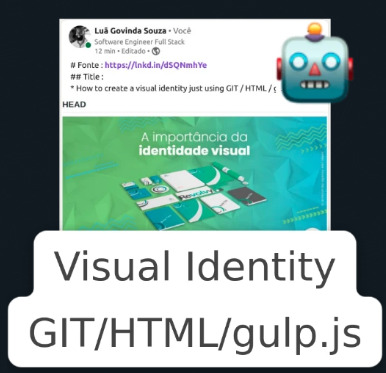 Luã Govinda Souza • Você
Software Engineer Full Stack
12 min • Editado •
# Fonte : https://lnkd.in/dSQNmhYe
## Title :
* How to create a visual identity just using GIT / HTML /
HEAD
A importância da
identidade visual
Visual Identity
GIT/HTML/gulp.js